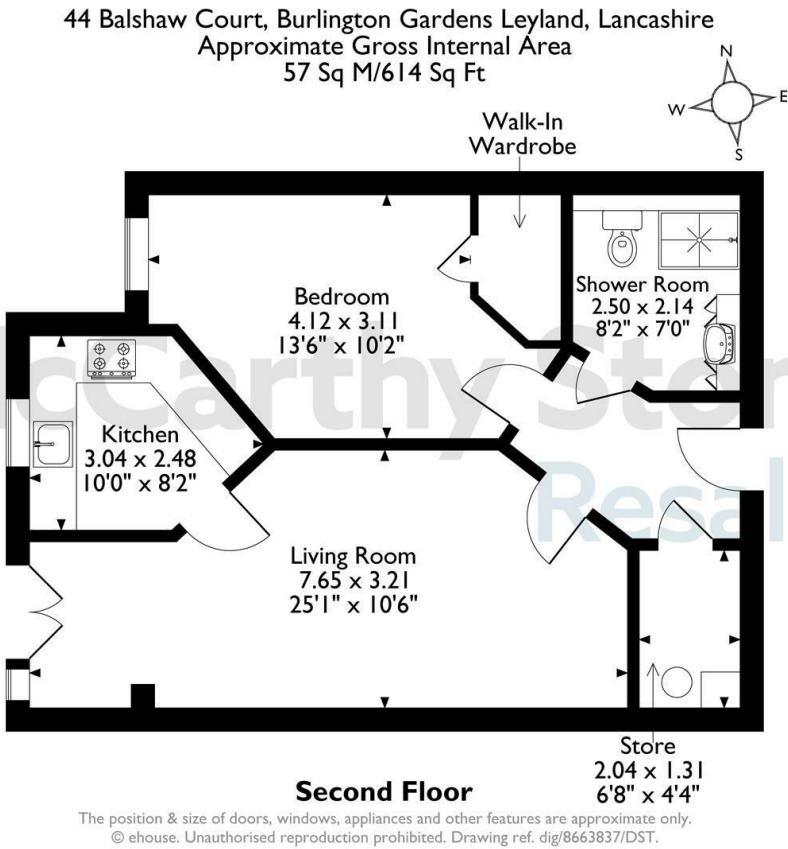 44 Balshaw Court, Burlington Gardens Leyland, Lancashire
Approximate Gross Internal Area
57 Sq M/614 Sq Ft
N
W
E
S
Walk-In
Wardrobe
Shower Room
2.50 x 2.14
8'2" x 7'0"
Bedroom
4.12 x 3.11
13'6" x 10'2"
cCarthy Sto
Resal
Kitchen
3.04 x 2.48
10'0" x 8'2"
Living Room
7.65 x 3.21
25'1" x 10'6"
Store
2.04 x 1.31
6'8" x 4'4"
Second Floor
The position & size of doors, windows, appliances and other features are approximate only.
© ehouse. Unauthorised reproduction prohibited. Drawing ref. dig/8663837/DST.